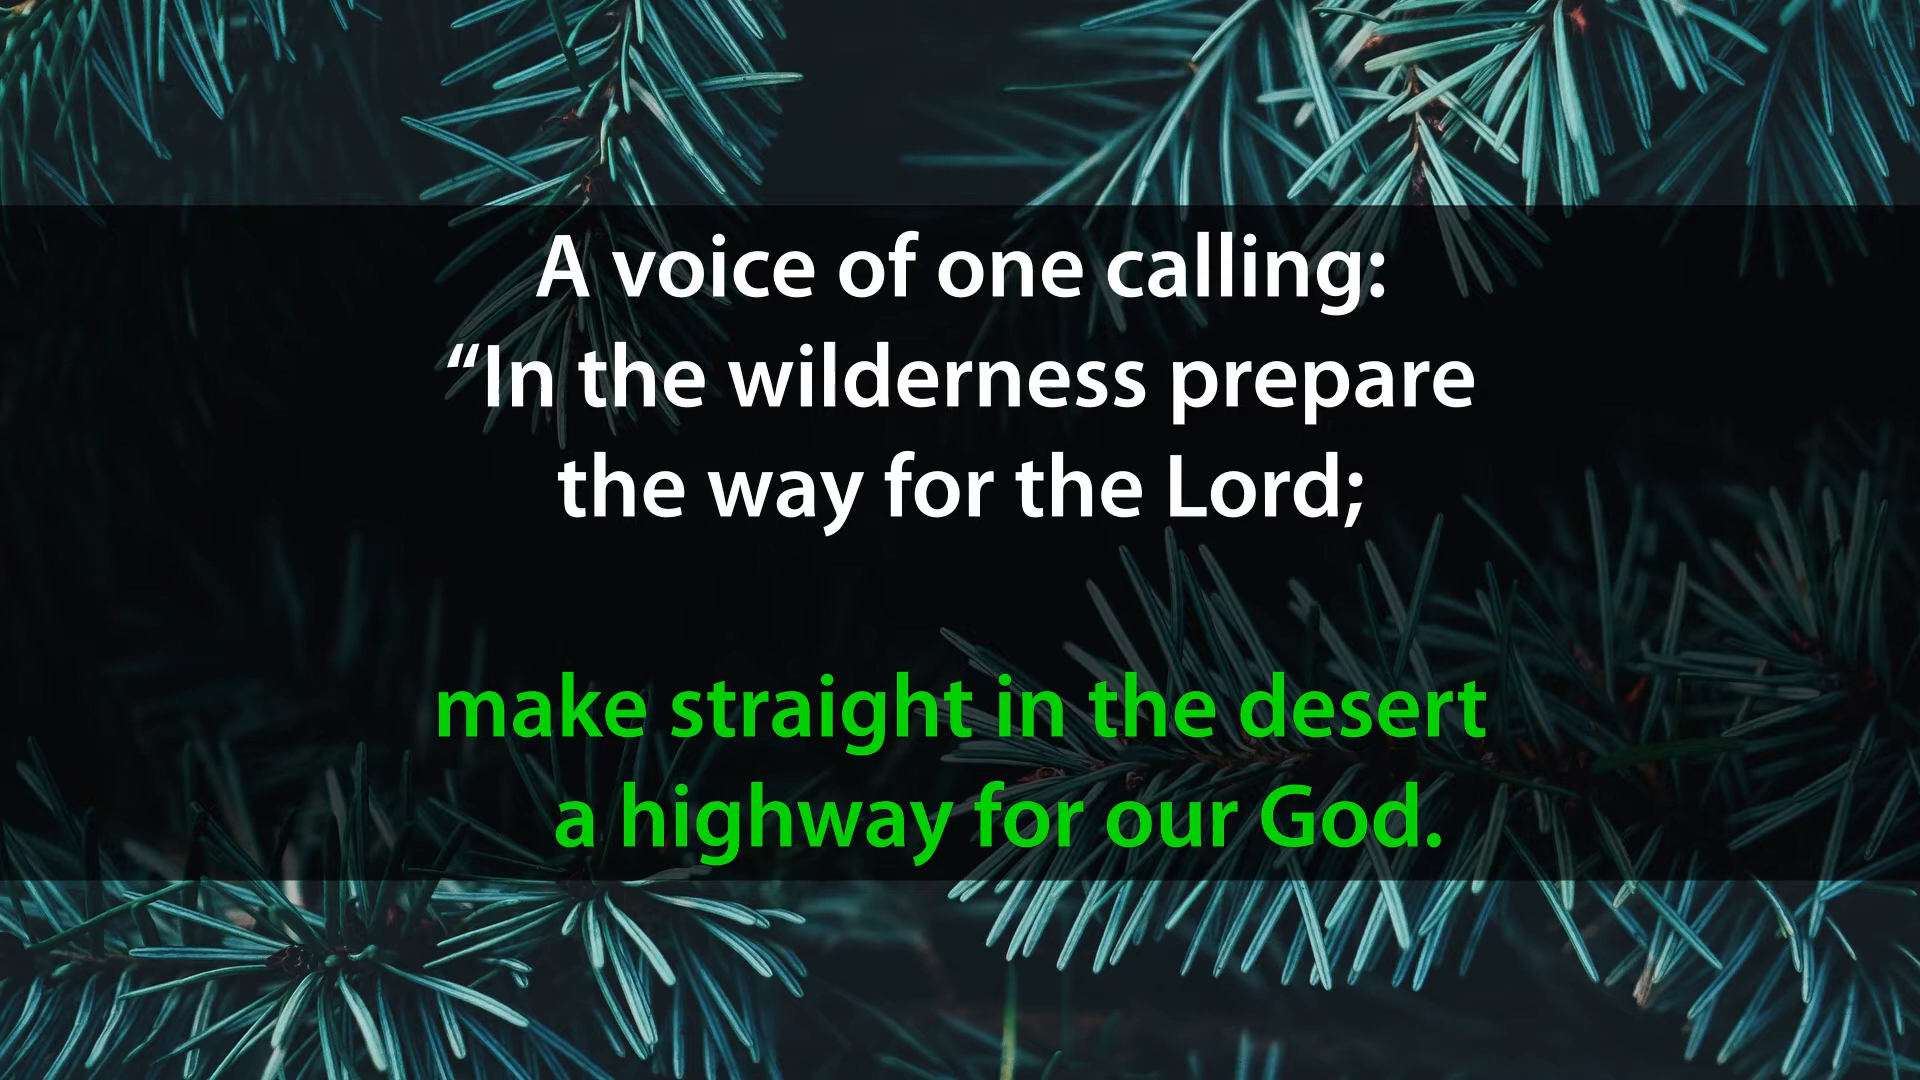 A voice of one calling:
“In the wilderness prepare
the way for the Lord;
make straight in the desert
a highway for our God.